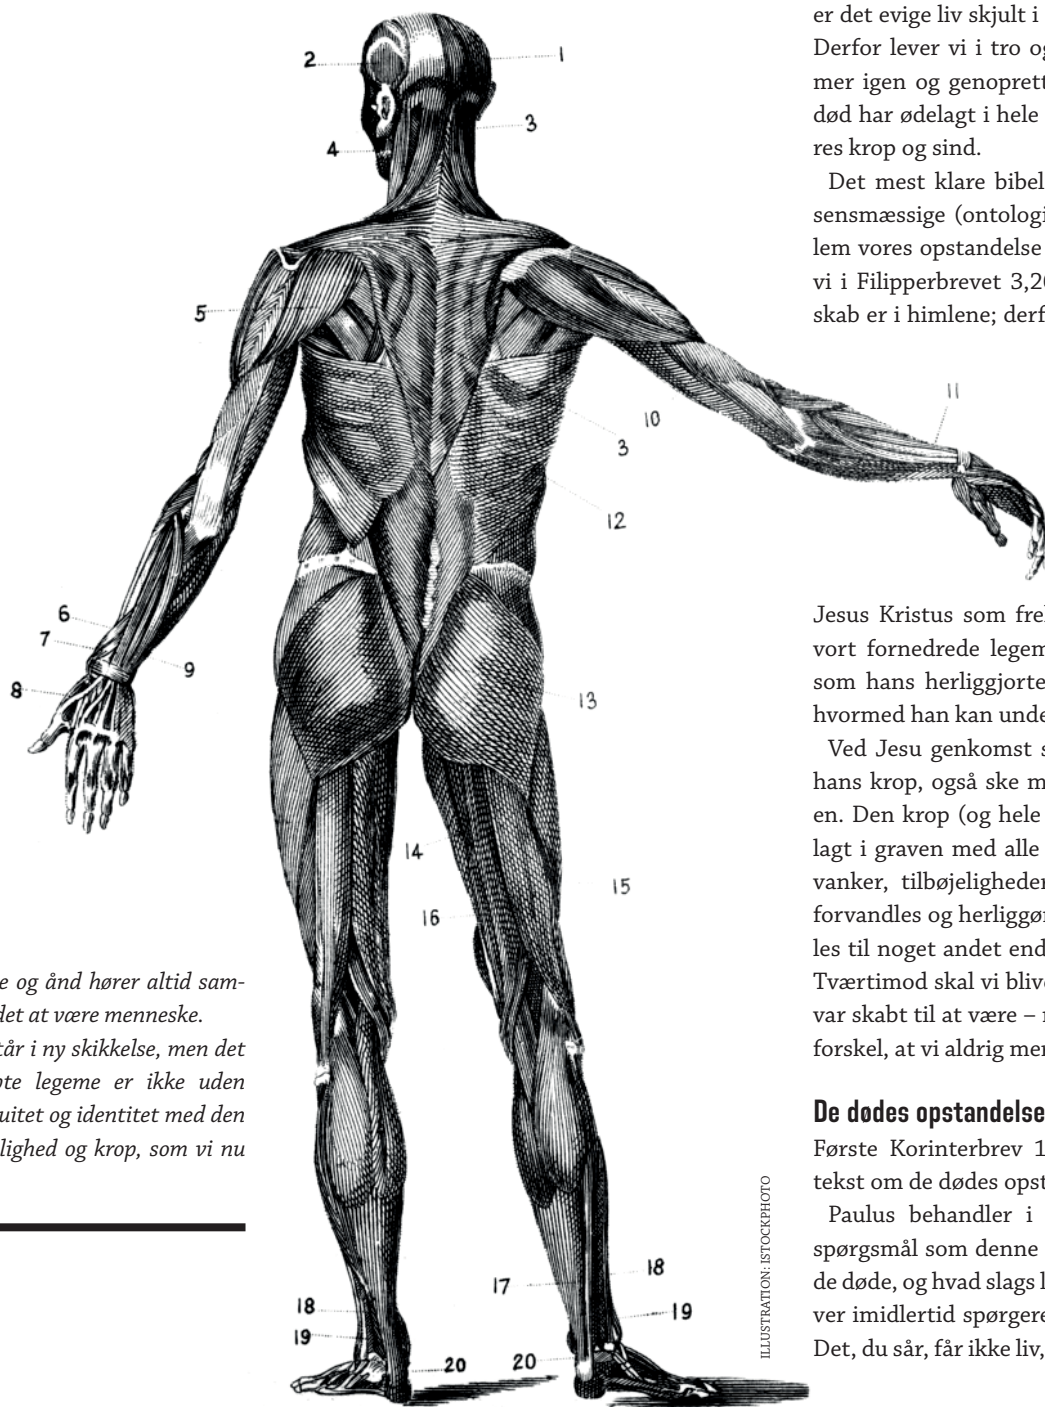 er det evige liv skjult i
Derfor lever vi i tro og
mer igen og genoprett
død har ødelagt i hele
res krop og sind.
Det mest klare bibel
sensmæssige (ontologi
lem vores opstandelse
vi i Filipperbrevet 3,20
skab er i himlene; derf
2
1
3
4
5
10
11
3
12
6
7
8
9
13
14
15
16
17
18
18
19
19
20
20
e og ånd hører altid sam-
det at være menneske.
tår i ny skikkelse, men det
bte legeme er ikke uden
uitet og identitet med den
lighed og krop, som vi nu
ILLUSTRATION: ISTOCKPHOTO
Jesus Kristus som frel
vort fornedrede legem
som hans herliggjorte
hvormed han kan unde
Ved Jesu genkomst s
hans krop, også ske m
en. Den krop (og hele
lagt i graven med alle
vanker, tilbøjeligheder
forvandles og herliggør
les til noget andet end
Tværtimod skal vi blive
var skabt til at være – 
forskel, at vi aldrig mer
De dødes opstandelse
Første Korinterbrev 1
tekst om de dødes opst
Paulus behandler i
spørgsmål som denne
de døde, og hvad slags l
ver imidlertid spørgere
Det, du sår, får ikke liv,